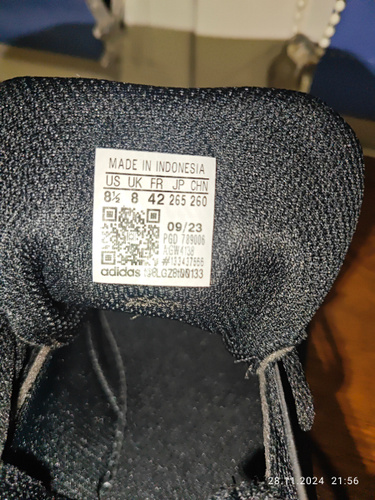 MADE IN INDONESIA
US UK FR JP CHN
8½ 8 42 265 260
09/23
PGD 789006
#133437666
adidas
28.11.2024 21:56